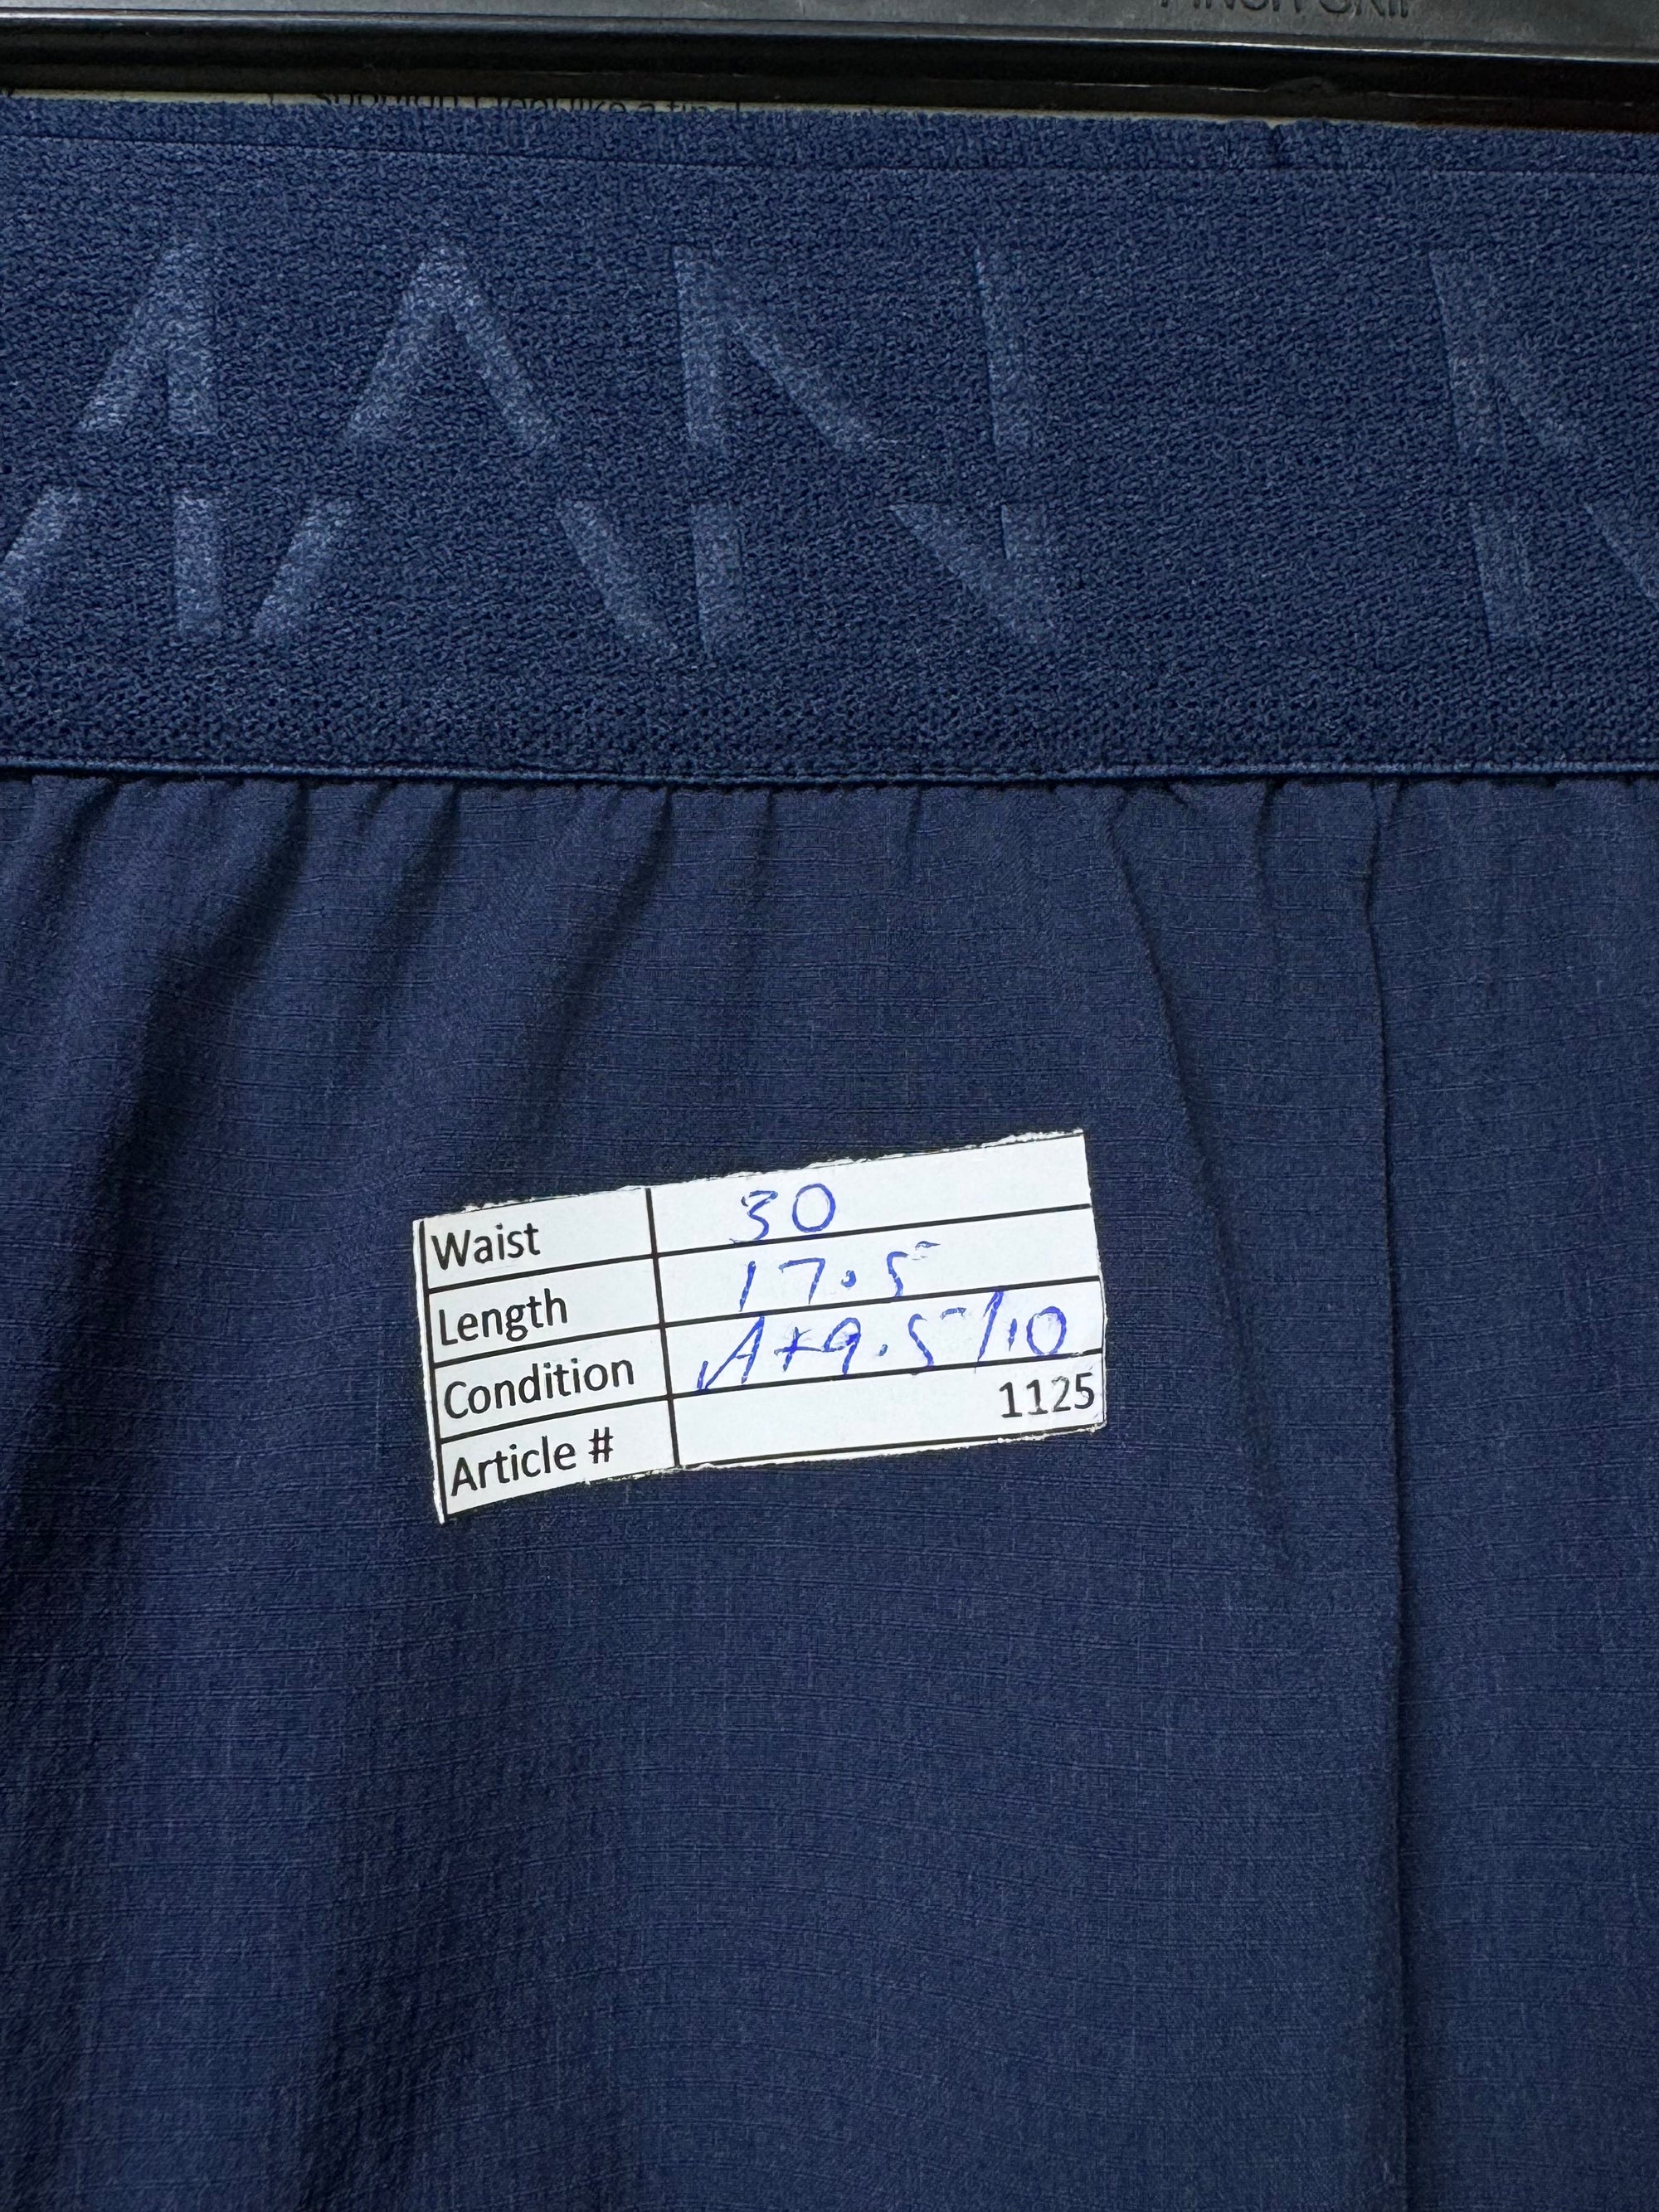 Waist 30
Length 17.5
Condition A+9.5/10
Article # 1125